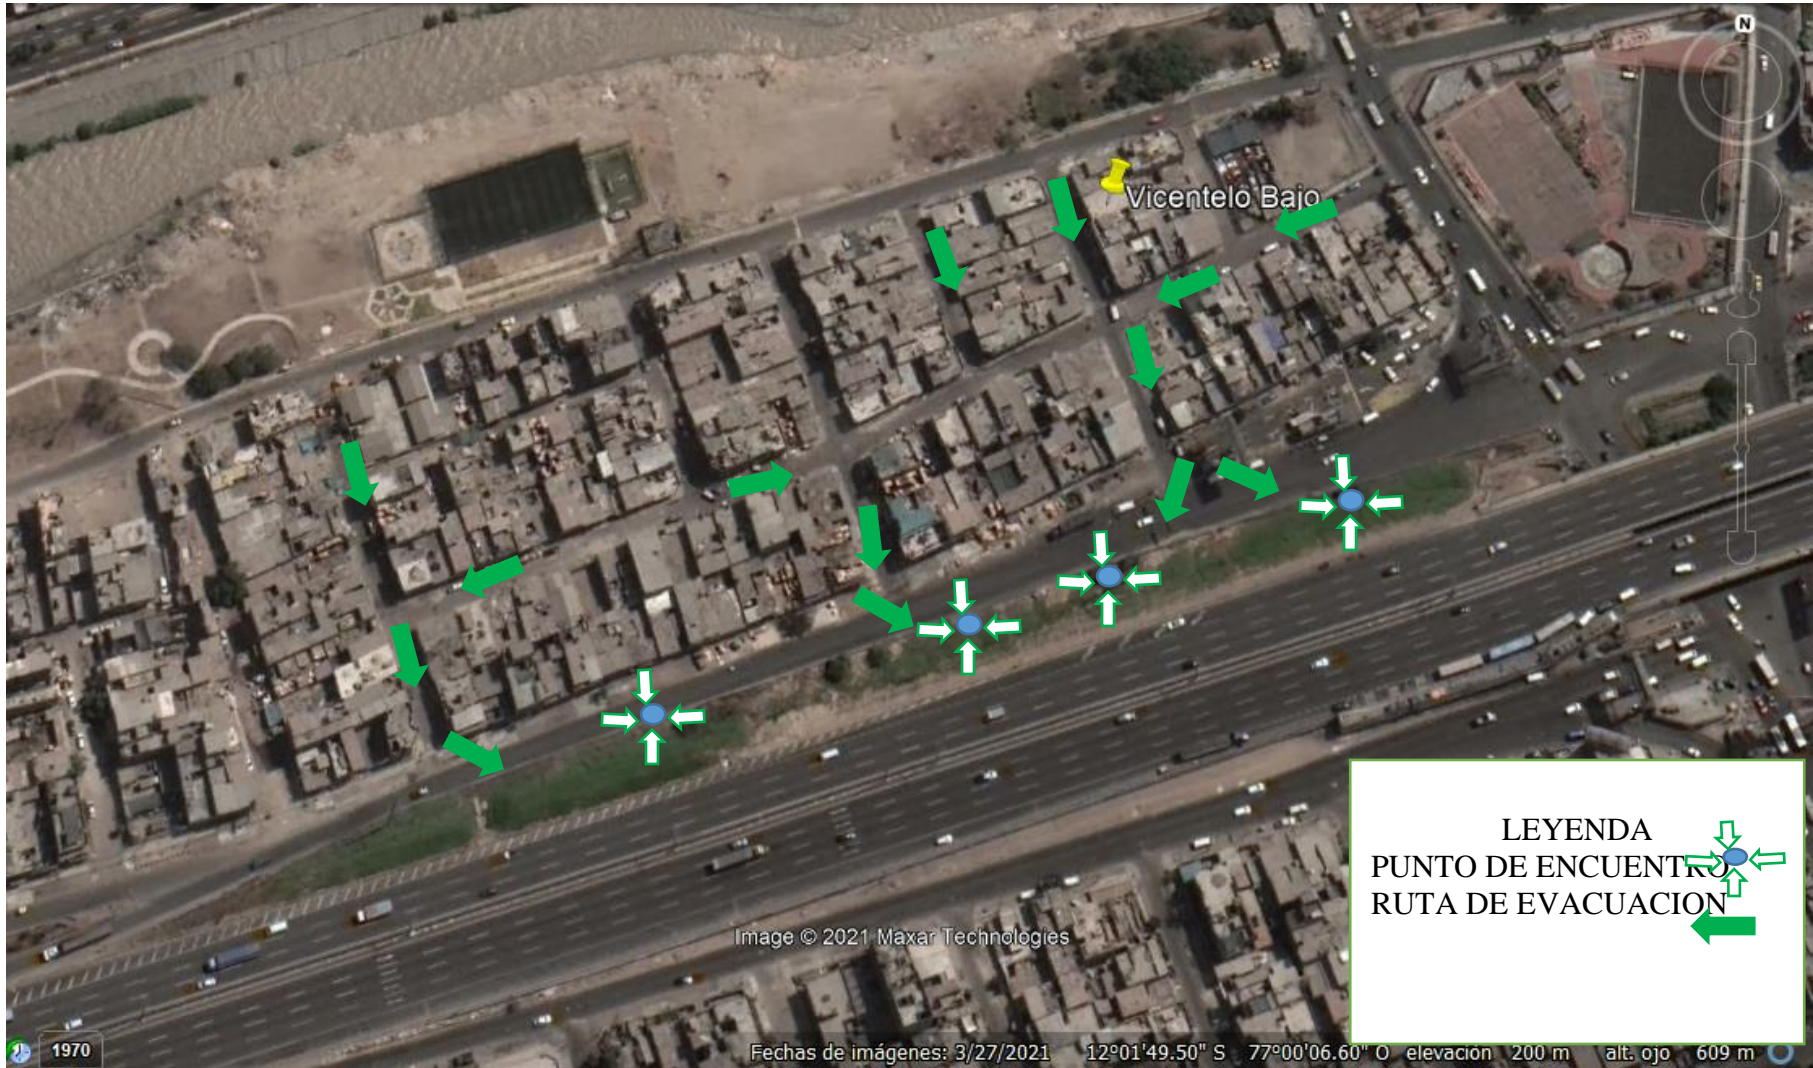 N
Vicentelo Bajo
LEYENDA
PUNTO DE ENCUENTRO
RUTA DE EVACUACION
Image © 2021 Maxar Technologies
1970
Fechas de imágenes: 3/27/2021 12°01'49.50" S 77°00'06.60" O elevación 200 m alt. ojo 609 m